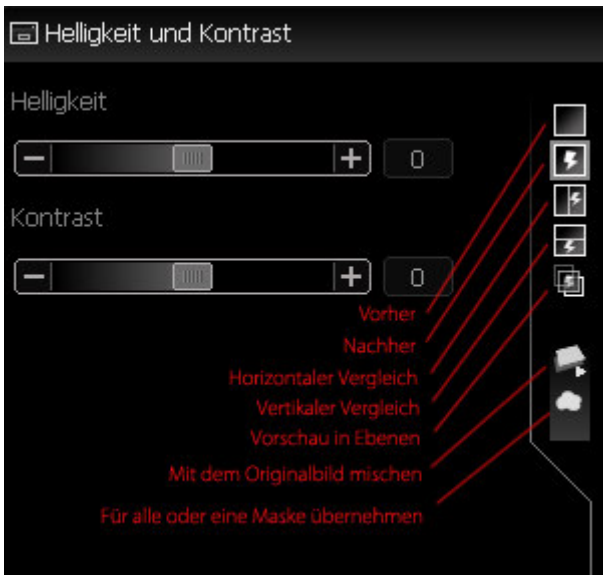 Helligkeit und Kontrast
Helligkeit
0
Kontrast
0
Vorher
Nachher
Horizontaler Vergleich
Vertikaler Vergleich
Vorschau in Ebenen
Mit dem Originalbild mischen
Für alle oder eine Maske übernehmen